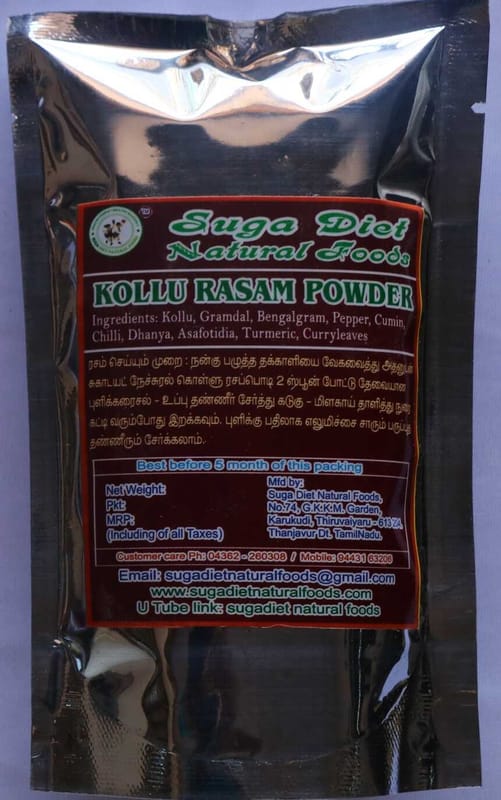 Suga Diet
Natural Foods
KOLLU RASAM POWDER
Ingredients: Kollu, Gramdal, Bengalgram, Pepper, Cumin,
Chilli, Dhanya, Asafotidia, Turmeric, Curryleaves
ரசம் செய்யும் முறை : நன்கு பழுத்த தக்காளியை வேகவைத்து அதனுடன்
சுகாடயட் நேச்சுரல் கொள்ளு ரசப்பொடி 2 ஸ்பூன் போட்டு தேவையான
புளிக்கரைசல் - உப்பு தண்ணீர் சேர்த்து கடுகு - மிளகாய் தாளித்து நுரை
கட்டி வரும்போது இறக்கவும். புளிக்கு பதிலாக எலுமிச்சை சாரும் பருப்பு
தண்ணீரும் சேர்க்கலாம்.
Best before 5 month of this packing
Net Weight:
Pkt:
MRP:
(Including of all Taxes)
Mfd by:
Suga Diet Natural Foods,
No:74, G.K.K.M. Garden,
Karukudi, Thiruvaiyaru - 613
Thanjavur Dt. TamilNadu.
Customer care Ph: 04362 - 260308 / Mobile: 94431 63206
Email: sugadietnaturalfoods@gmail.com
www.sugadietnaturalfoods.com
U Tube link: sugadiet natural foods